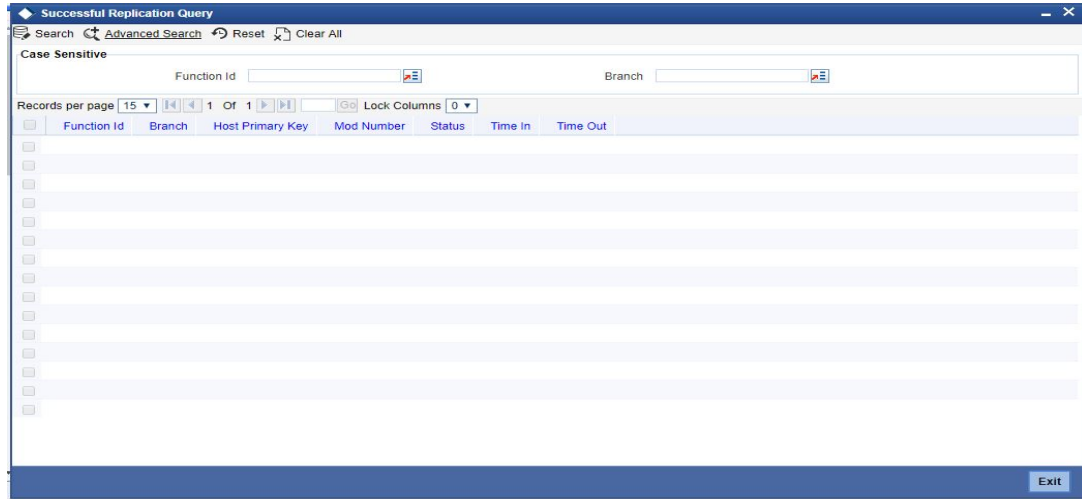 Successful Replication Query
Search Advanced Search Reset Clear All
Case Sensitive
Function Id Branch
Records per page 15 1 Of 1 Go Lock Columns 0
Function Id Branch Host Primary Key Mod Number Status Time In Time Out
Exit